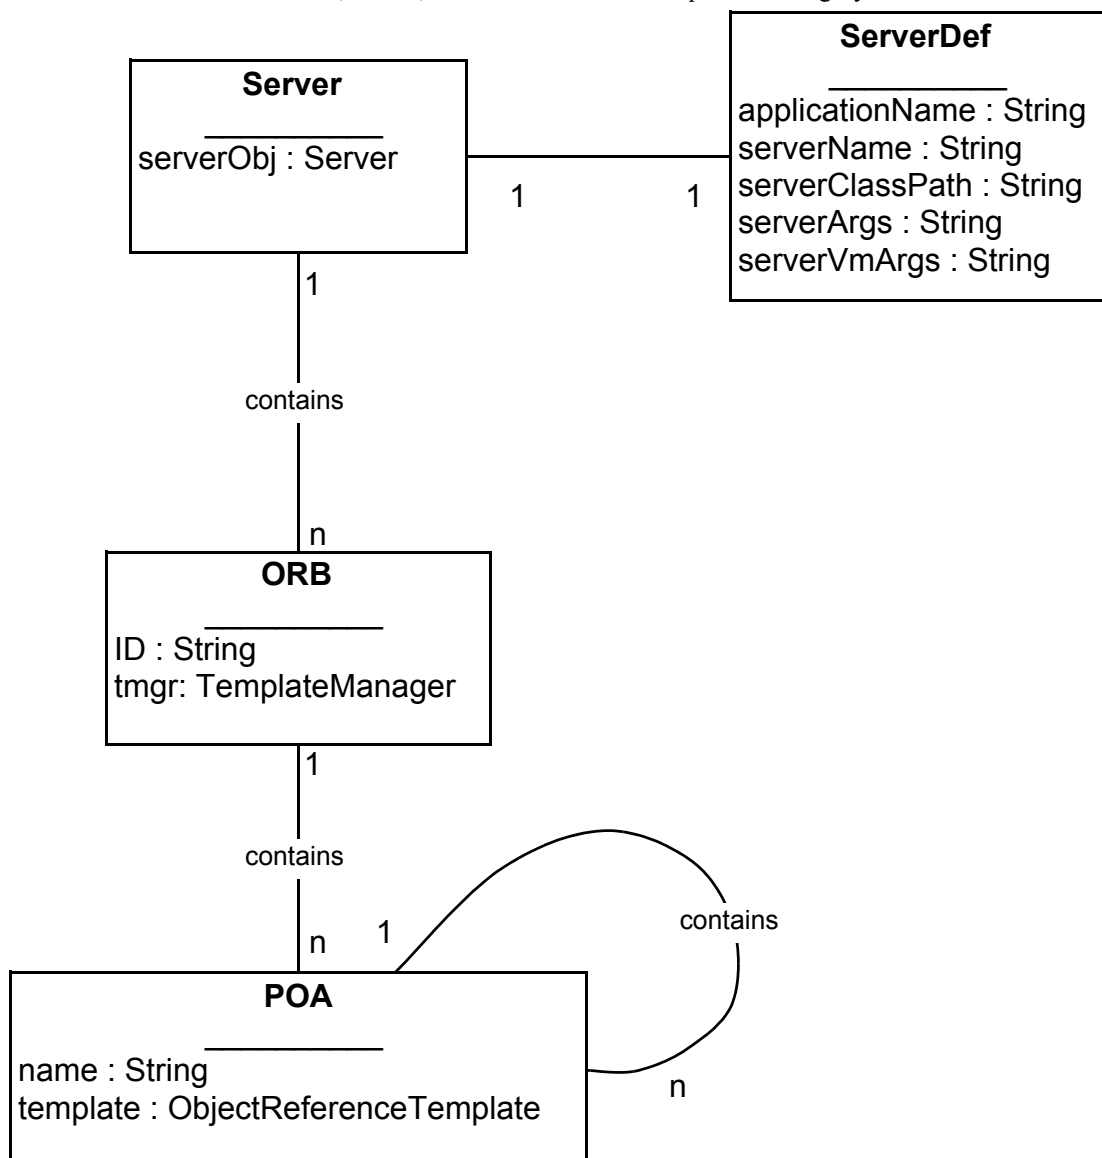 ServerDef
applicationName : String
serverName : String
serverClassPath : String
serverArgs : String
serverVmArgs : String
Server
serverObj : Server
1
1
1
contains
n
ORB
ID : String
tmgr: TemplateManager
1
contains
n
1
contains
n
POA
name : String
template : ObjectReferenceTemplate